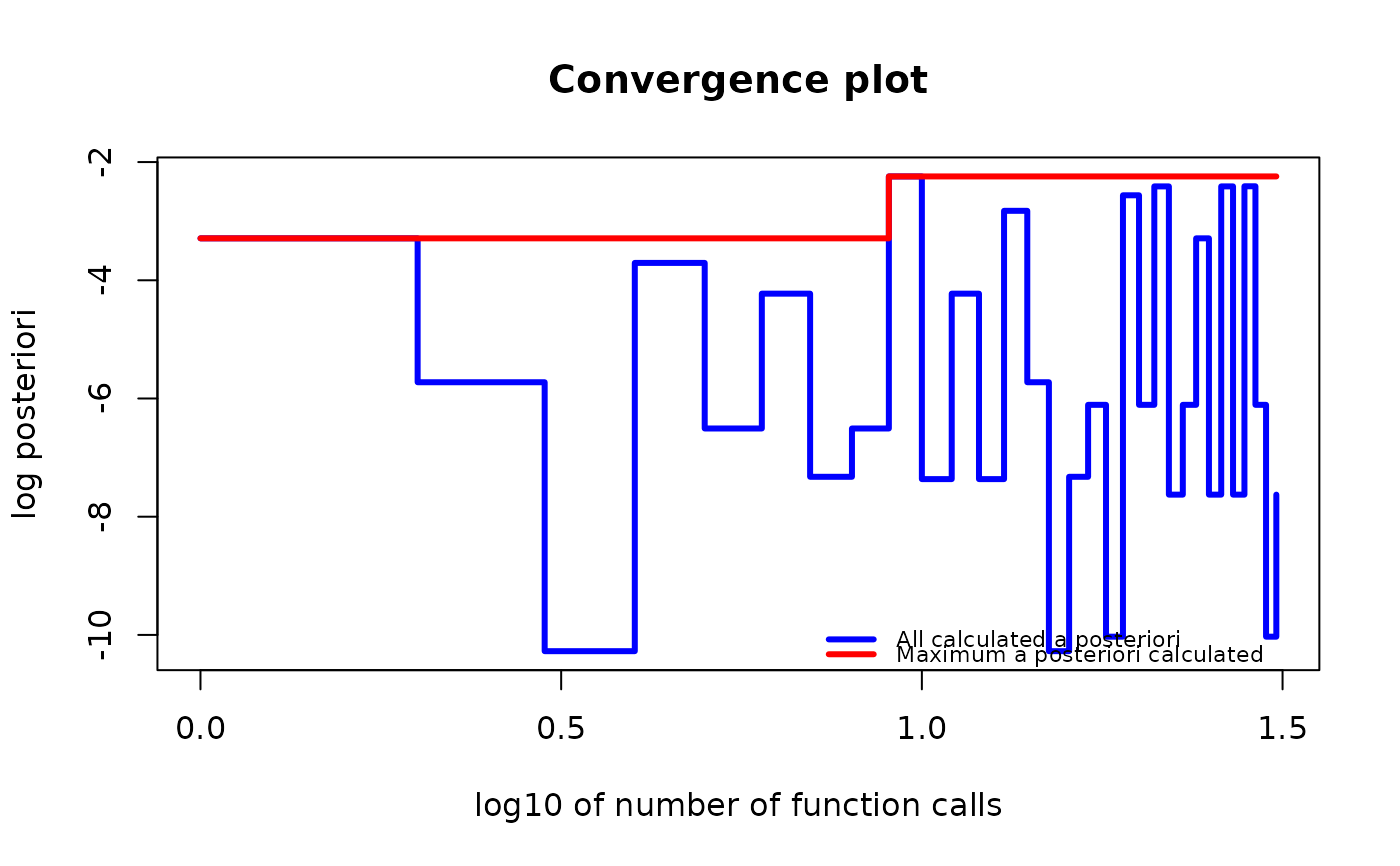 Convergence plot
log posteriori
-2
-4
-6
-8
-10
All calculated a posteriori
Maximum a posteriori calculated
0.0 0.5 1.0 1.5
log10 of number of function calls